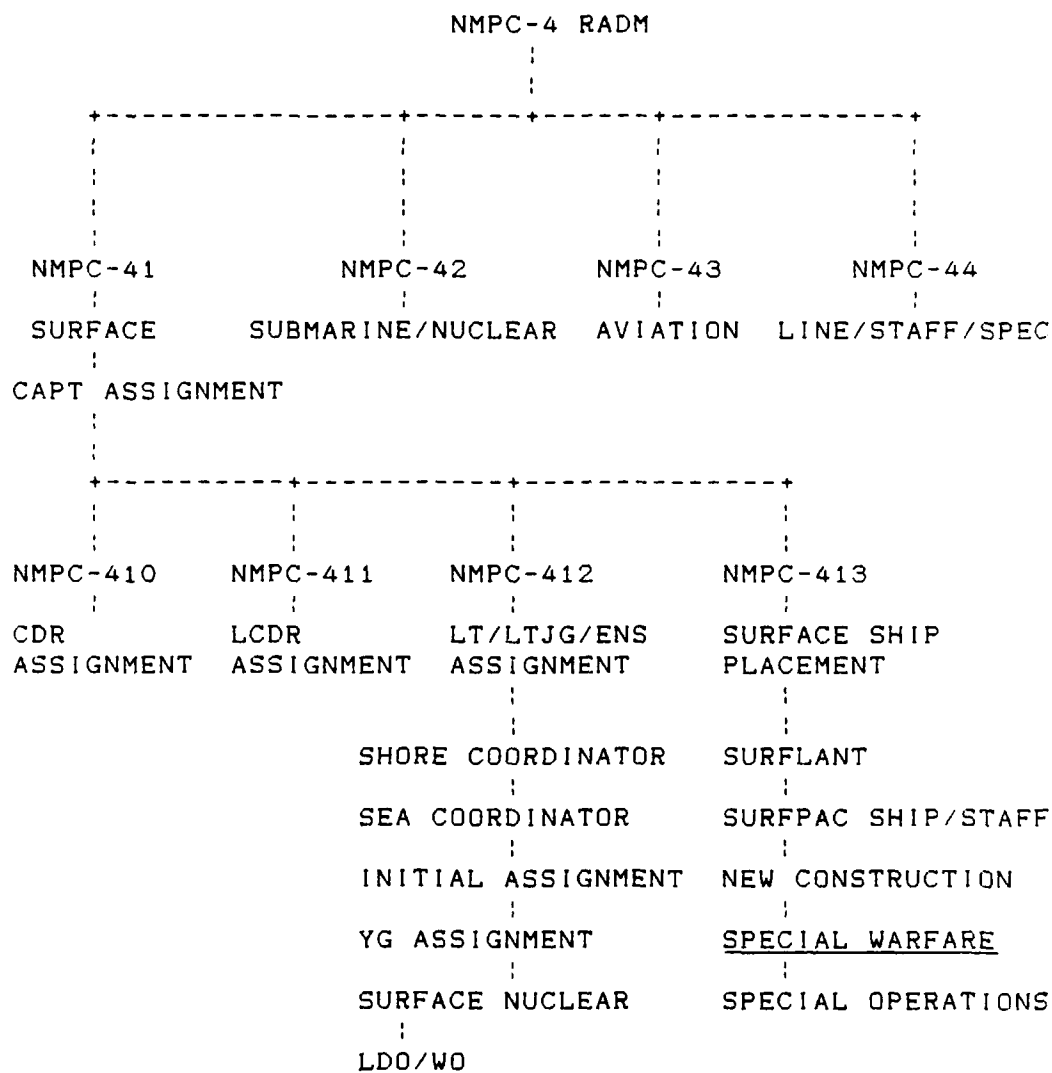 NMPC-4 RADM
NMPC-41 NMPC-42 NMPC-43 NMPC-44
SURFACE SUBMARINE/NUCLEAR AVIATION LINE/STAFF/SPEC
CAPT ASSIGNMENT
NMPC-410 NMPC-411 NMPC-412 NMPC-413
CDR LCDR LT/LTJG/ENS SURFACE SHIP
ASSIGNMENT ASSIGNMENT ASSIGNMENT PLACEMENT
SHORE COORDINATOR SURFLANT
SEA COORDINATOR SURFPAC SHIP/STAFF
INITIAL ASSIGNMENT NEW CONSTRUCTION
YG ASSIGNMENT SPECIAL WARFARE
SURFACE NUCLEAR SPECIAL OPERATIONS
LDO/WO